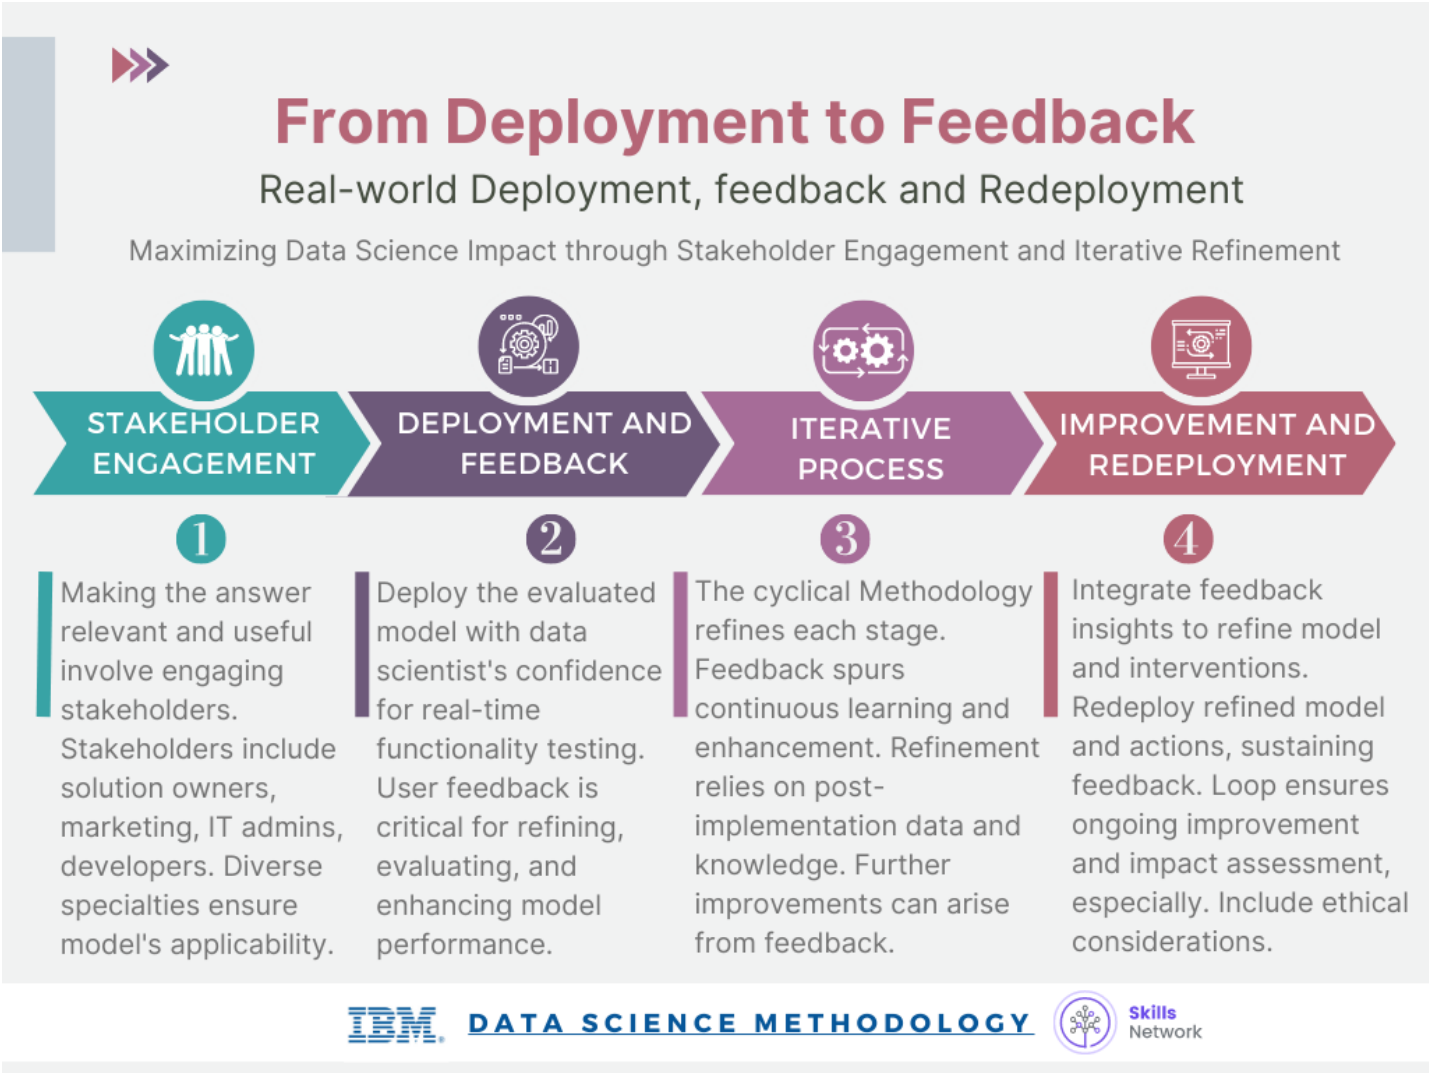 From Deployment to Feedback
Real-world Deployment, feedback and Redeployment
Maximizing Data Science Impact through Stakeholder Engagement and Iterative Refinement
STAKEHOLDER
ENGAGEMENT
1
Making the answer
relevant and useful
involve engaging
stakeholders.
Stakeholders include
solution owners,
marketing, IT admins,
developers. Diverse
specialties ensure
model's applicability.
DEPLOYMENT AND
FEEDBACK
2
Deploy the evaluated
model with data
scientist's confidence
for real-time
functionality testing.
User feedback is
critical for refining,
evaluating, and
enhancing model
performance.
ITERATIVE
PROCESS
3
The cyclical Methodology
refines each stage.
Feedback spurs
continuous learning and
enhancement. Refinement
relies on post-
implementation data and
knowledge. Further
improvements can arise
from feedback.
IMPROVEMENT AND
REDEPLOYMENT
4
Integrate feedback
insights to refine model
and interventions.
Redeploy refined model
and actions, sustaining
feedback. Loop ensures
ongoing improvement
and impact assessment,
especially. Include ethical
considerations.
IBM® DATA SCIENCE METHODOLOGY
Skills
Network